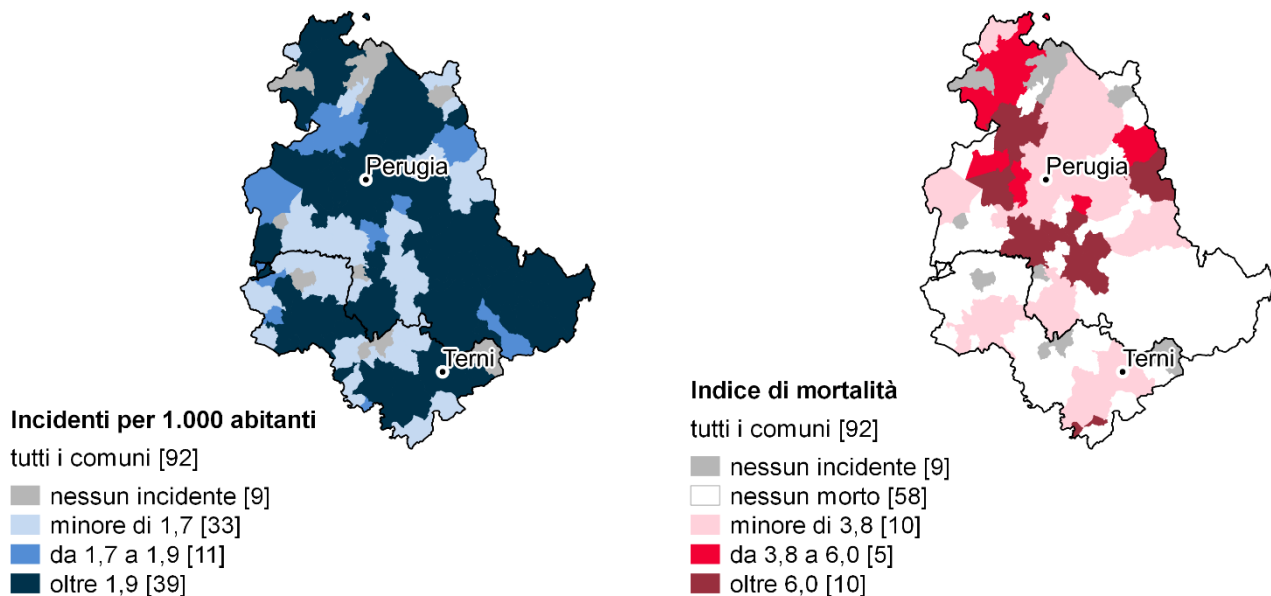 Perugia
Terni
Incidenti per 1.000 abitanti
tutti i comuni [92]
nessun incidente [9]
minore di 1,7 [33]
da 1,7 a 1,9 [11]
oltre 1,9 [39]
Perugia
Terni
Indice di mortalità
tutti i comuni [92]
nessun incidente [9]
nessun morto [58]
minore di 3,8 [10]
da 3,8 a 6,0 [5]
oltre 6,0 [10]